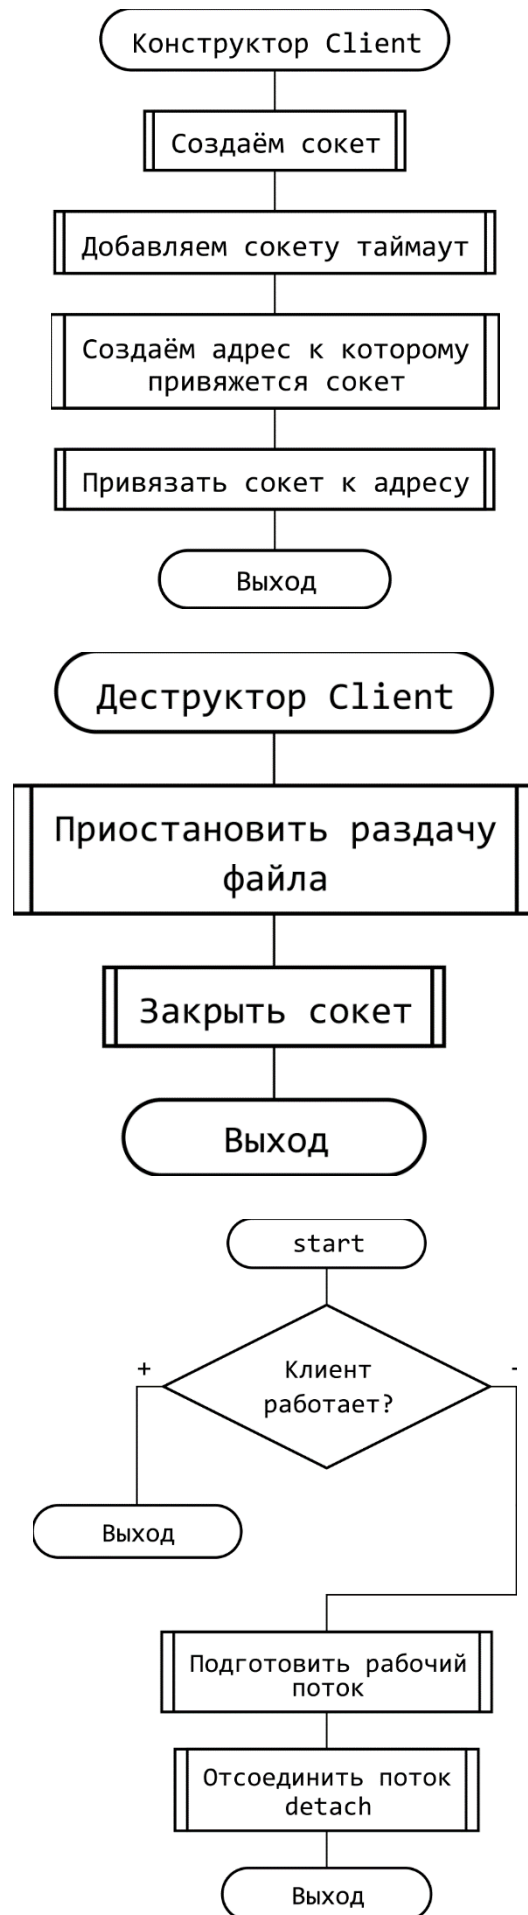 Конструктор Client
Создаём сокет
Добавляем сокету таймаут
Создаём адрес к которому
привяжется сокет
Привязать сокет к адресу
Выход
Деструктор Client
Приостановить раздачу
файла
Закрыть сокет
Выход
start
Клиент
работает?
+
-
Выход
Подготовить рабочий
поток
Отсоединить поток
detach
Выход